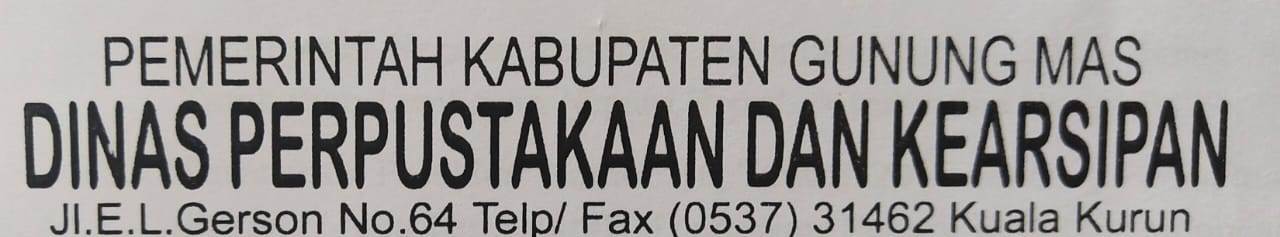 PEMERINTAH KABUPATEN GUNUNG MAS
DINAS PERPUSTAKAAN DAN KEARSIPAN
Jl.E.L.Gerson No.64 Telp/ Fax (0537) 31462 Kuala Kurun